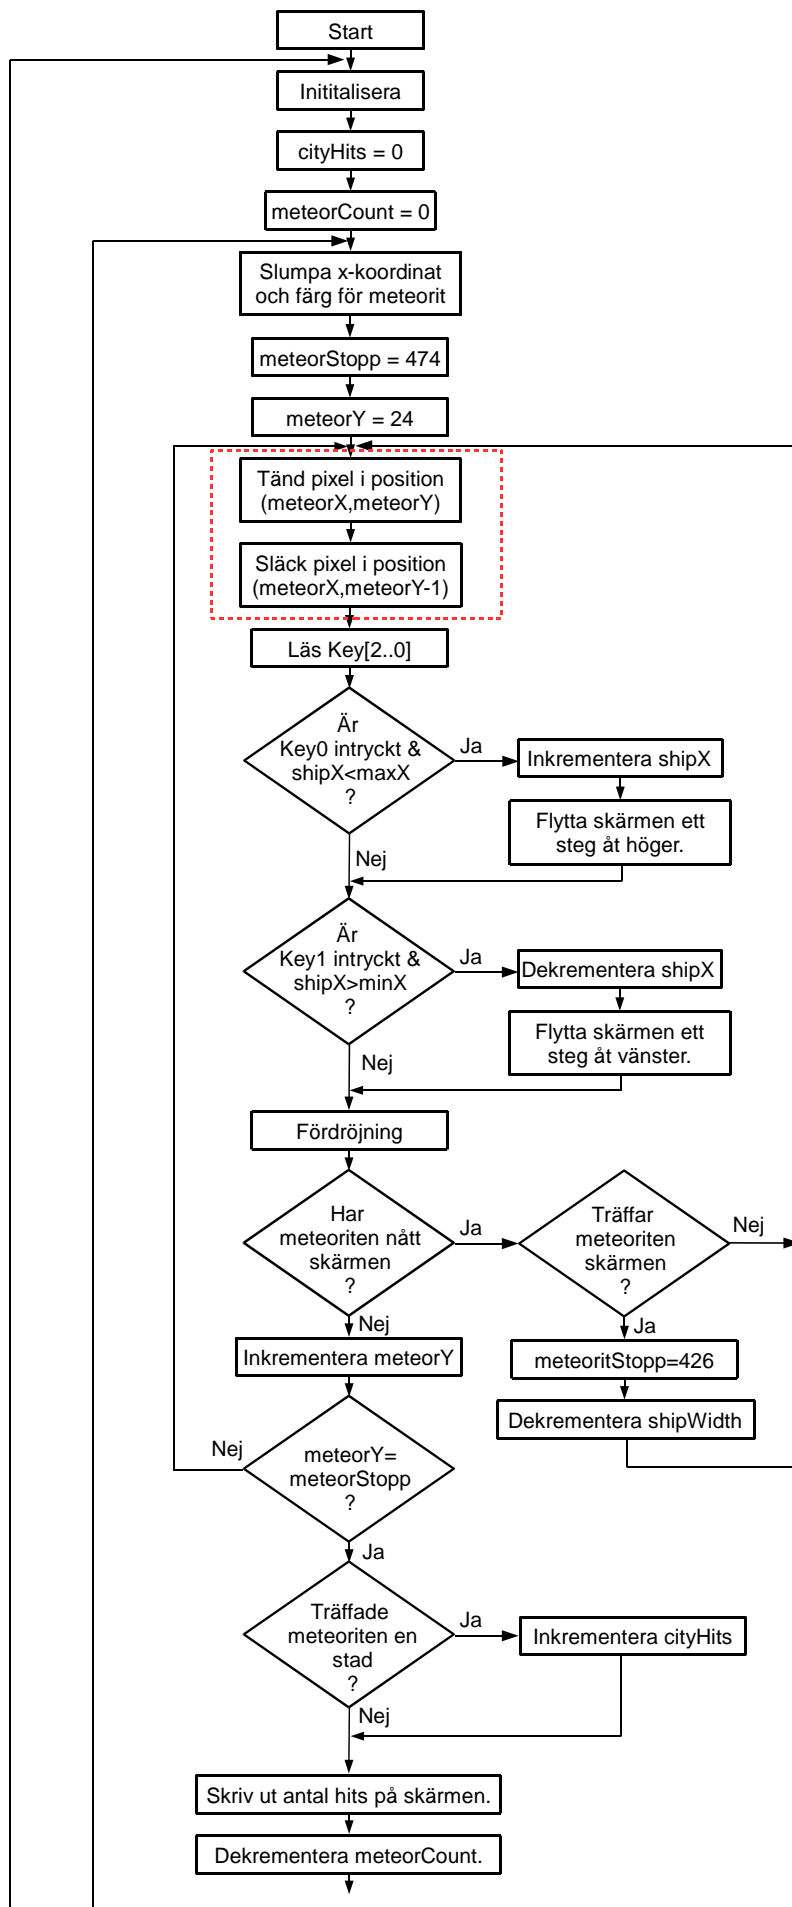 Start
Inititalisera
cityHits = 0
meteorCount = 0
Slumpa x-koordinat
och färg för meteorit
meteorStopp = 474
meteorY = 24
Tänd pixel i position
(meteorX,meteorY)
Släck pixel i position
(meteorX,meteorY-1)
Läs Key[2..0]
Är
Key0 intryckt &
shipX<maxX
?
Ja
Inkrementera shipX
Flytta skärmen ett
steg åt höger.
Nej
Är
Key1 intryckt &
shipX>minX
?
Ja
Dekrementera shipX
Flytta skärmen ett
steg åt vänster.
Nej
Fördröjning
Har
meteoriten nått
skärmen
?
Ja
Träffar
meteoriten
skärmen
?
Nej
Nej
Ja
Inkrementera meteorY
meteoritStopp=426
Dekrementera shipWidth
Nej
meteorY=
meteorStopp
?
Ja
Träffade
meteoriten en
stad
?
Ja
Inkrementera cityHits
Nej
Skriv ut antal hits på skärmen.
Dekrementera meteorCount.